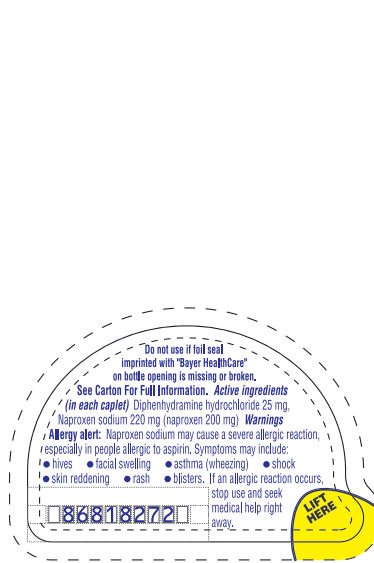 Do not use if foil seal
imprinted with "Bayer HealthCare"
on bottle opening is missing or broken.
See Carton For Full Information. Active ingredients
(in each caplet) Diphenhydramine hydrochloride 25 mg,
Naproxen sodium 220 mg (naproxen 200 mg) Warnings
Allergy alert: Naproxen sodium may cause a severe allergic reaction,
especially in people allergic to aspirin. Symptoms may include:
● hives ● facial swelling ● asthma (wheezing) ● shock
● skin reddening ● rash ● blisters. If an allergic reaction occurs,
stop use and seek
medical help right
away.
86818272
LIFT
HERE